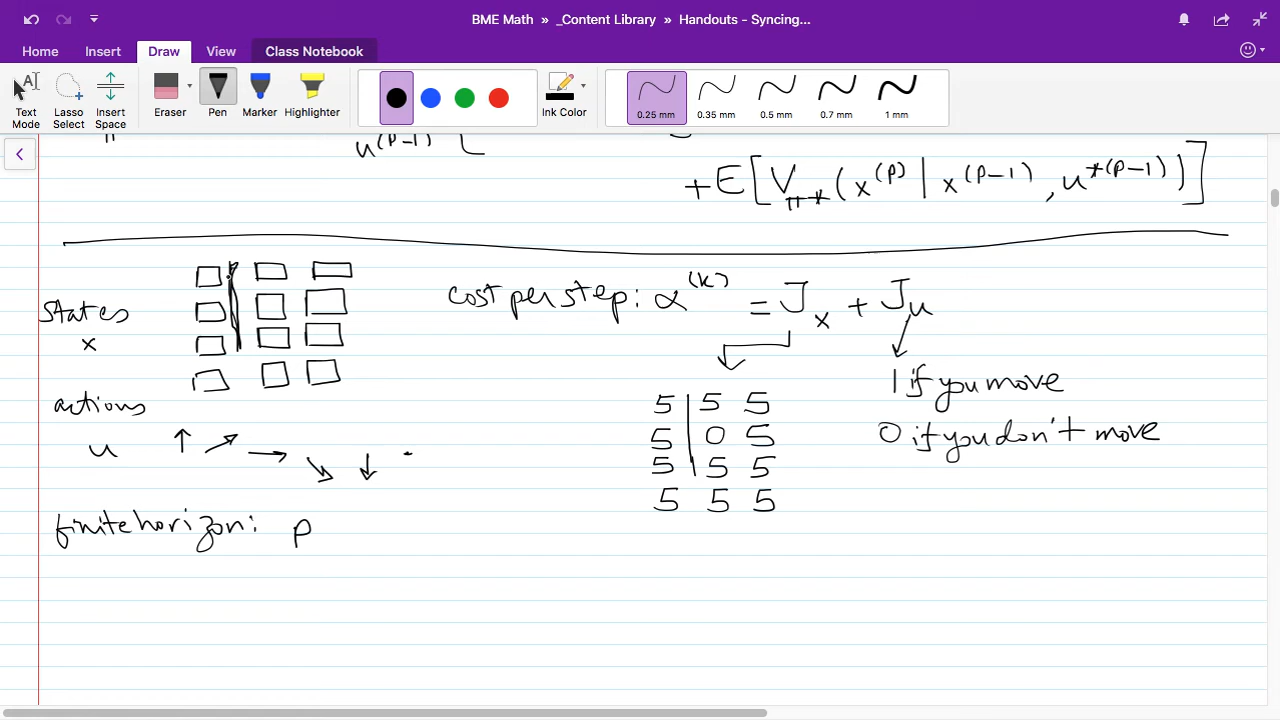 BME Math » _Content Library » Handouts - Syncing...
Home Insert Draw View Class Notebook
Text Mode Lasso Select Insert Space Eraser Pen Marker Highlighter 0.25 mm 0.35 mm 0.5 mm 0.7 mm 1 mm Ink Color
u^(p-1) [
+ E[V_π* (x^(p) | x^(p-1), u^*(p-1))]
States
x
cost per step: α^(k) = J_x + J_u
1 if you move
0 if you don't move
5 | 5 5
5 | 0 5
5 | 5 5
5 5 5
actions
u ↑ ↗ → ↘ ↓ ·
finite horizon: p